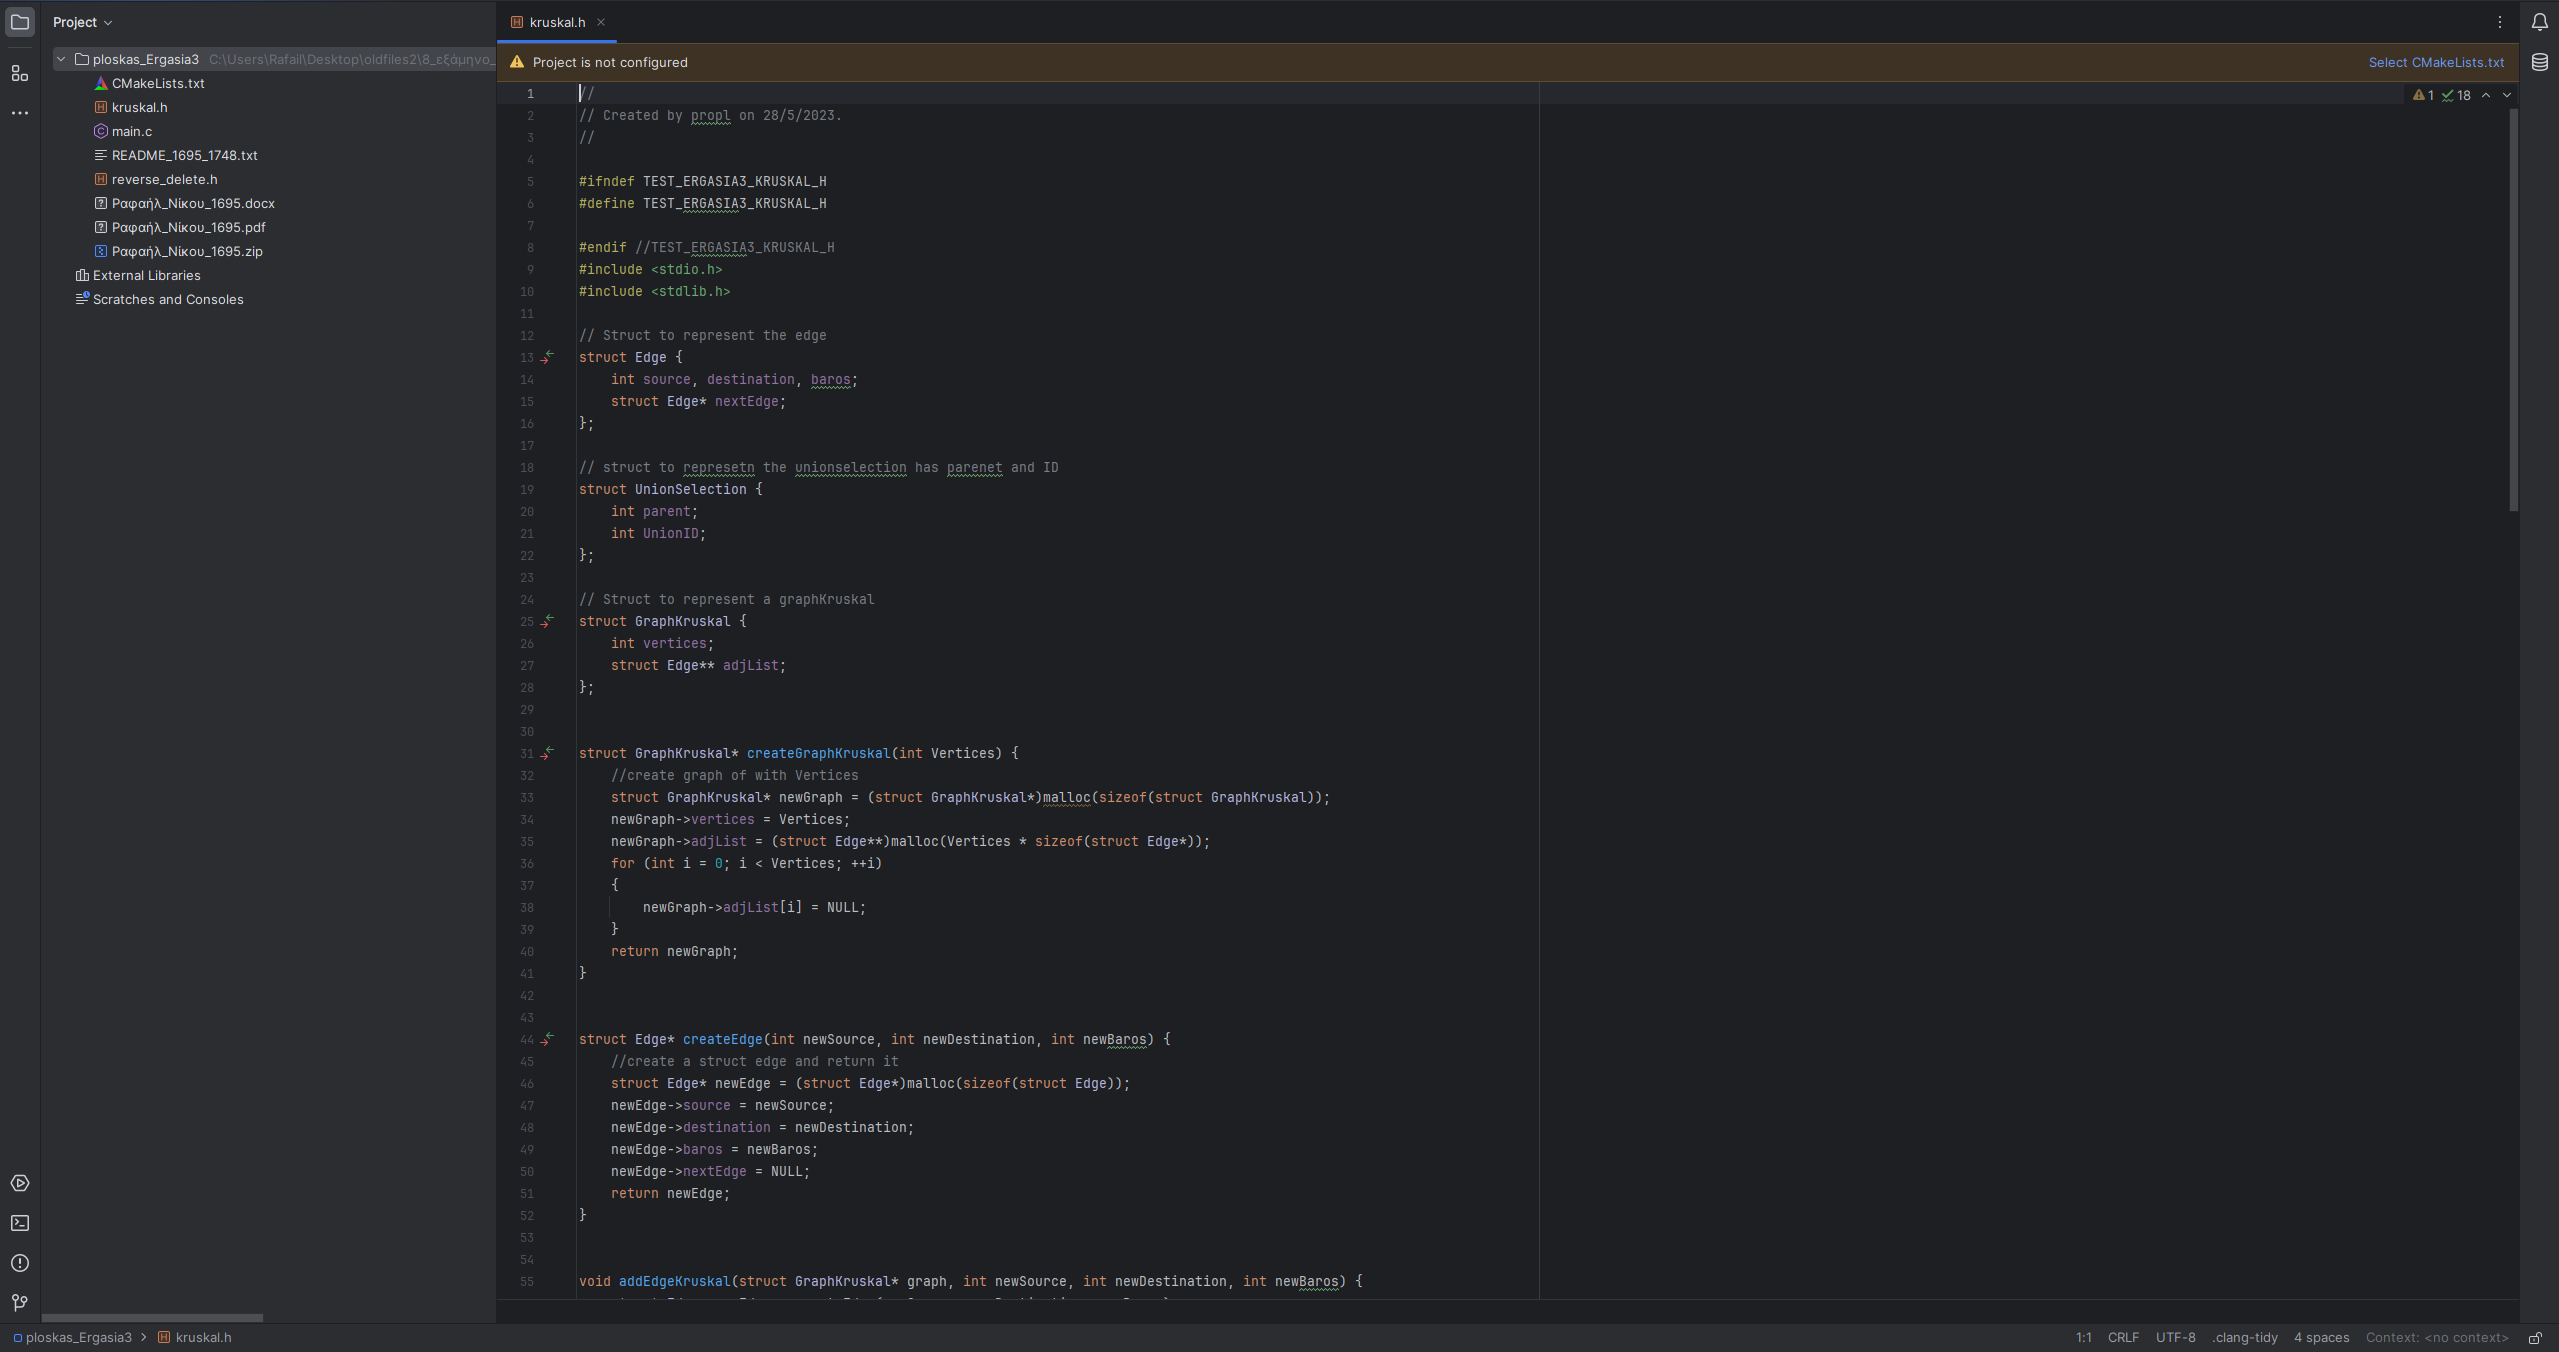 Project
ploskas_Ergasia3 C:\Users\Rafail\Desktop\oldfiles2\8_εξάμηνο_
CMakeLists.txt
kruskal.h
main.c
README_1695_1748.txt
reverse_delete.h
Ραφαήλ_Νίκου_1695.docx
Ραφαήλ_Νίκου_1695.pdf
Ραφαήλ_Νίκου_1695.zip
External Libraries
Scratches and Consoles
kruskal.h
Project is not configured
Select CMakeLists.txt
1 18
1 //
2 // Created by propl on 28/5/2023.
3 //
4
5 #ifndef TEST_ERGASIA3_KRUSKAL_H
6 #define TEST_ERGASIA3_KRUSKAL_H
7
8 #endif //TEST_ERGASIA3_KRUSKAL_H
9 #include <stdio.h>
10 #include <stdlib.h>
11
12 // Struct to represent the edge
13 struct Edge {
14     int source, destination, baros;
15     struct Edge* nextEdge;
16 };
17
18 // struct to represetn the unionselection has parenet and ID
19 struct UnionSelection {
20     int parent;
21     int UnionID;
22 };
23
24 // Struct to represent a graphKruskal
25 struct GraphKruskal {
26     int vertices;
27     struct Edge** adjList;
28 };
29
30
31 struct GraphKruskal* createGraphKruskal(int Vertices) {
32     //create graph of with Vertices
33     struct GraphKruskal* newGraph = (struct GraphKruskal*)malloc(sizeof(struct GraphKruskal));
34     newGraph->vertices = Vertices;
35     newGraph->adjList = (struct Edge**)malloc(Vertices * sizeof(struct Edge*));
36     for (int i = 0; i < Vertices; ++i)
37     {
38         newGraph->adjList[i] = NULL;
39     }
40     return newGraph;
41 }
42
43
44 struct Edge* createEdge(int newSource, int newDestination, int newBaros) {
45     //create a struct edge and return it
46     struct Edge* newEdge = (struct Edge*)malloc(sizeof(struct Edge));
47     newEdge->source = newSource;
48     newEdge->destination = newDestination;
49     newEdge->baros = newBaros;
50     newEdge->nextEdge = NULL;
51     return newEdge;
52 }
53
54
55 void addEdgeKruskal(struct GraphKruskal* graph, int newSource, int newDestination, int newBaros) {
ploskas_Ergasia3 > kruskal.h
1:1 CRLF UTF-8 .clang-tidy 4 spaces Context: <no context>